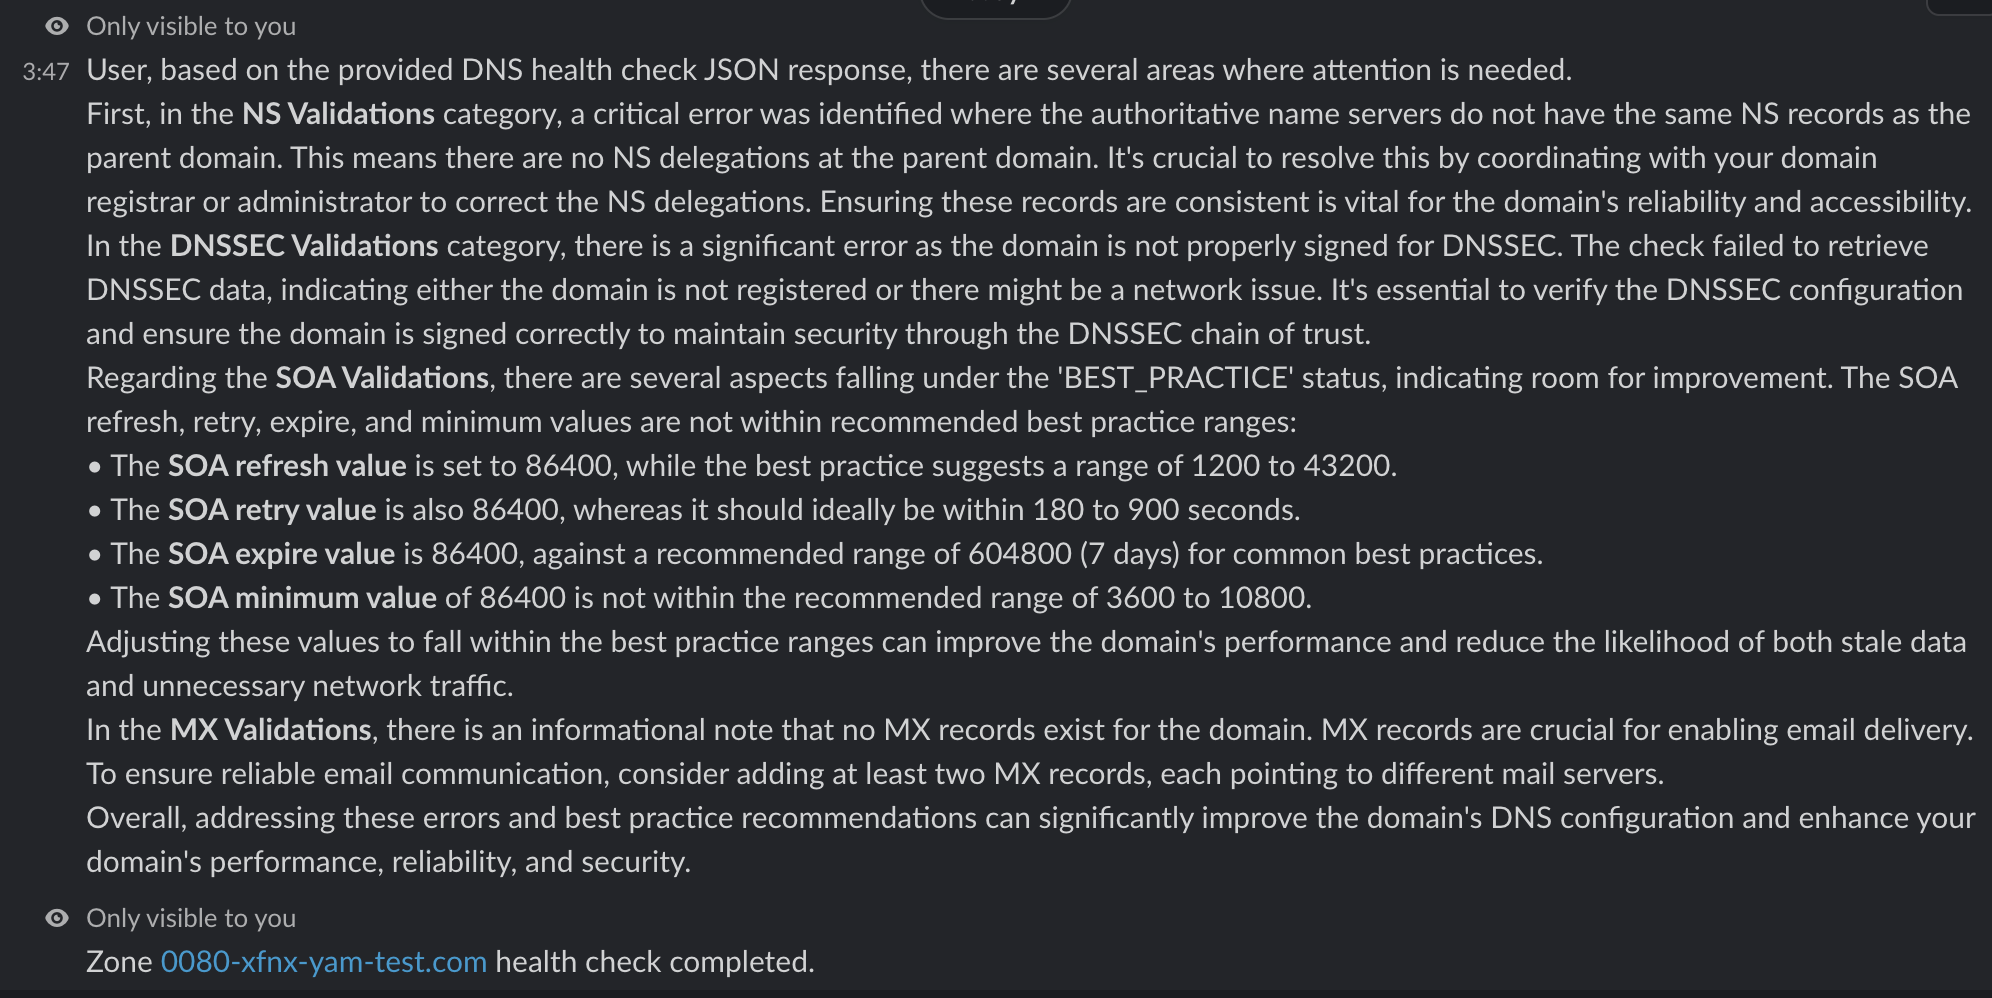 Only visible to you
3:47 User, based on the provided DNS health check JSON response, there are several areas where attention is needed.
First, in the NS Validations category, a critical error was identified where the authoritative name servers do not have the same NS records as the
parent domain. This means there are no NS delegations at the parent domain. It's crucial to resolve this by coordinating with your domain
registrar or administrator to correct the NS delegations. Ensuring these records are consistent is vital for the domain's reliability and accessibility.
In the DNSSEC Validations category, there is a significant error as the domain is not properly signed for DNSSEC. The check failed to retrieve
DNSSEC data, indicating either the domain is not registered or there might be a network issue. It's essential to verify the DNSSEC configuration
and ensure the domain is signed correctly to maintain security through the DNSSEC chain of trust.
Regarding the SOA Validations, there are several aspects falling under the 'BEST_PRACTICE' status, indicating room for improvement. The SOA
refresh, retry, expire, and minimum values are not within recommended best practice ranges:
• The SOA refresh value is set to 86400, while the best practice suggests a range of 1200 to 43200.
• The SOA retry value is also 86400, whereas it should ideally be within 180 to 900 seconds.
• The SOA expire value is 86400, against a recommended range of 604800 (7 days) for common best practices.
• The SOA minimum value of 86400 is not within the recommended range of 3600 to 10800.
Adjusting these values to fall within the best practice ranges can improve the domain's performance and reduce the likelihood of both stale data
and unnecessary network traffic.
In the MX Validations, there is an informational note that no MX records exist for the domain. MX records are crucial for enabling email delivery.
To ensure reliable email communication, consider adding at least two MX records, each pointing to different mail servers.
Overall, addressing these errors and best practice recommendations can significantly improve the domain's DNS configuration and enhance your
domain's performance, reliability, and security.
Only visible to you
Zone 0080-xfnx-yam-test.com health check completed.